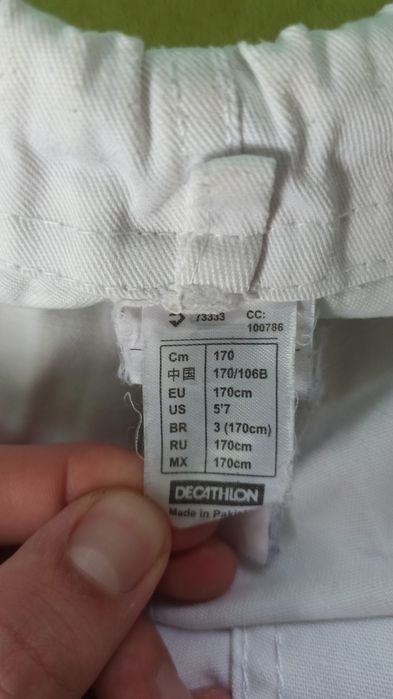 73333 CC:
100786
Cm 170
中国 170/106B
EU 170cm
US 5'7
BR 3 (170cm)
RU 170cm
MX 170cm
DECATHLON
Made in Paki